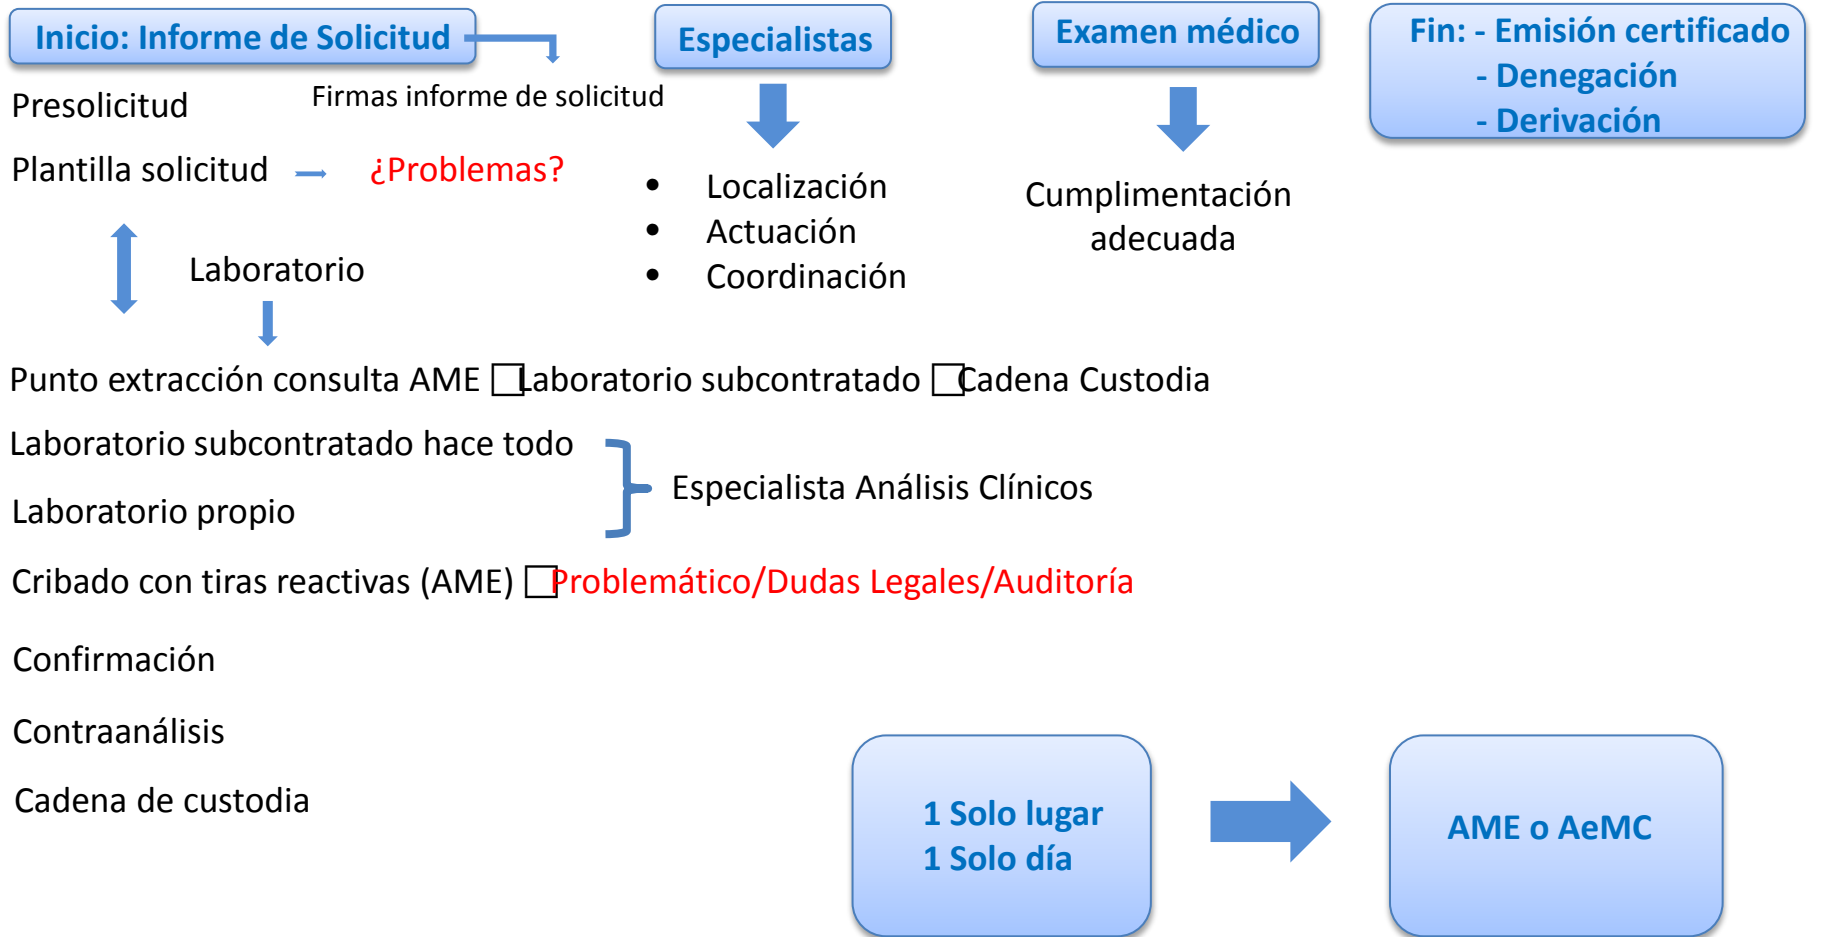 Inicio: Informe de Solicitud
Firmas informe de solicitud
Presolicitud
Plantilla solicitud
¿Problemas?
Laboratorio
Especialistas
• Localización
• Actuación
• Coordinación
Examen médico
Cumplimentación
adecuada
Fin: - Emisión certificado
- Denegación
- Derivación
Punto extracción consulta AME □Laboratorio subcontratado □Cadena Custodia
Laboratorio subcontratado hace todo
Laboratorio propio
Especialista Análisis Clínicos
Cribado con tiras reactivas (AME) □Problemático/Dudas Legales/Auditoría
Confirmación
Contraanálisis
Cadena de custodia
1 Solo lugar
1 Solo día
AME o AeMC